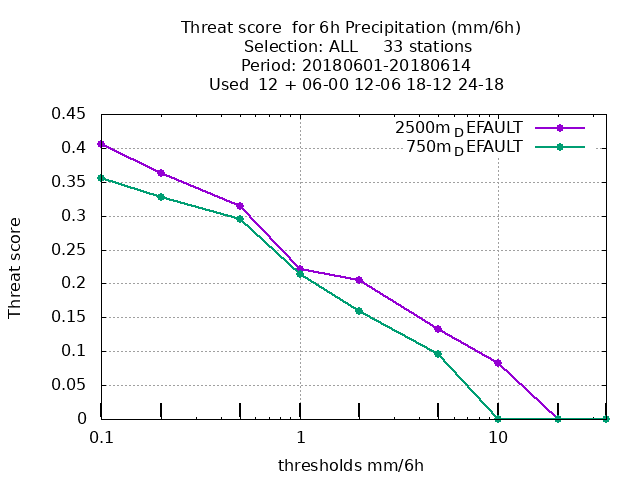 Threat score  for 6h Precipitation (mm/6h)
Selection: ALL     33 stations
Period: 20180601-20180614
Used  12 + 06-00 12-06 18-12 24-18
2500m_DEFAULT
750m_DEFAULT
0.45
0.4
0.35
0.3
0.25
0.2
0.15
0.1
0.05
0
Threat score
0.1 1 10
thresholds mm/6h